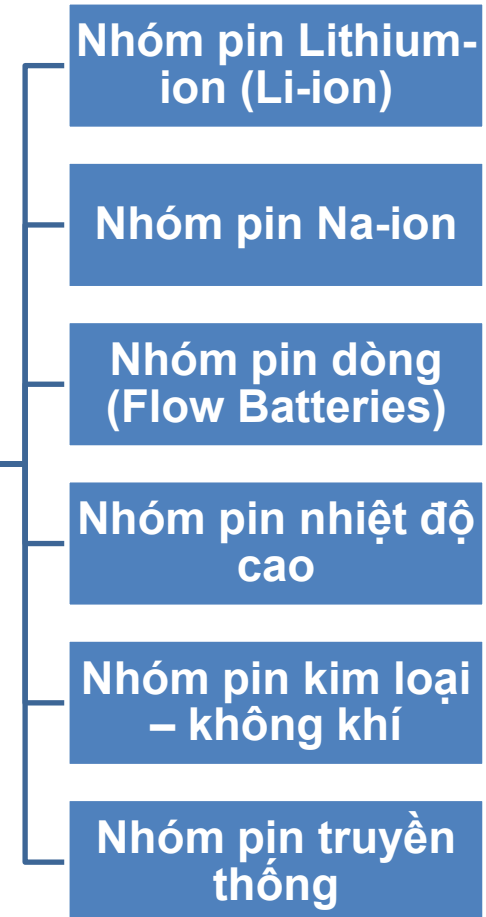 Nhóm pin Lithium-
ion (Li-ion)
Nhóm pin Na-ion
Nhóm pin dòng
(Flow Batteries)
Nhóm pin nhiệt độ
cao
Nhóm pin kim loại
– không khí
Nhóm pin truyền
thống